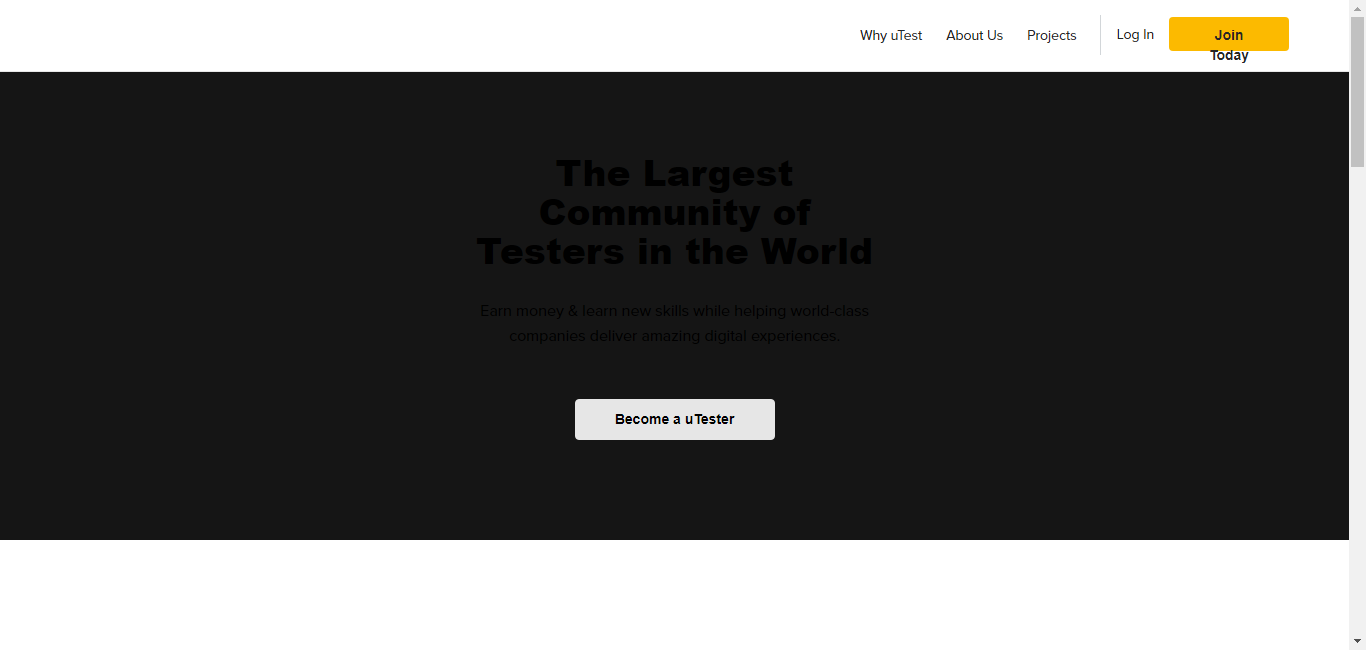 Why uTest About Us Projects Log In Join
Today
The Largest
Community of
Testers in the World
Earn money & learn new skills while helping world-class
companies deliver amazing digital experiences.
Become a uTester